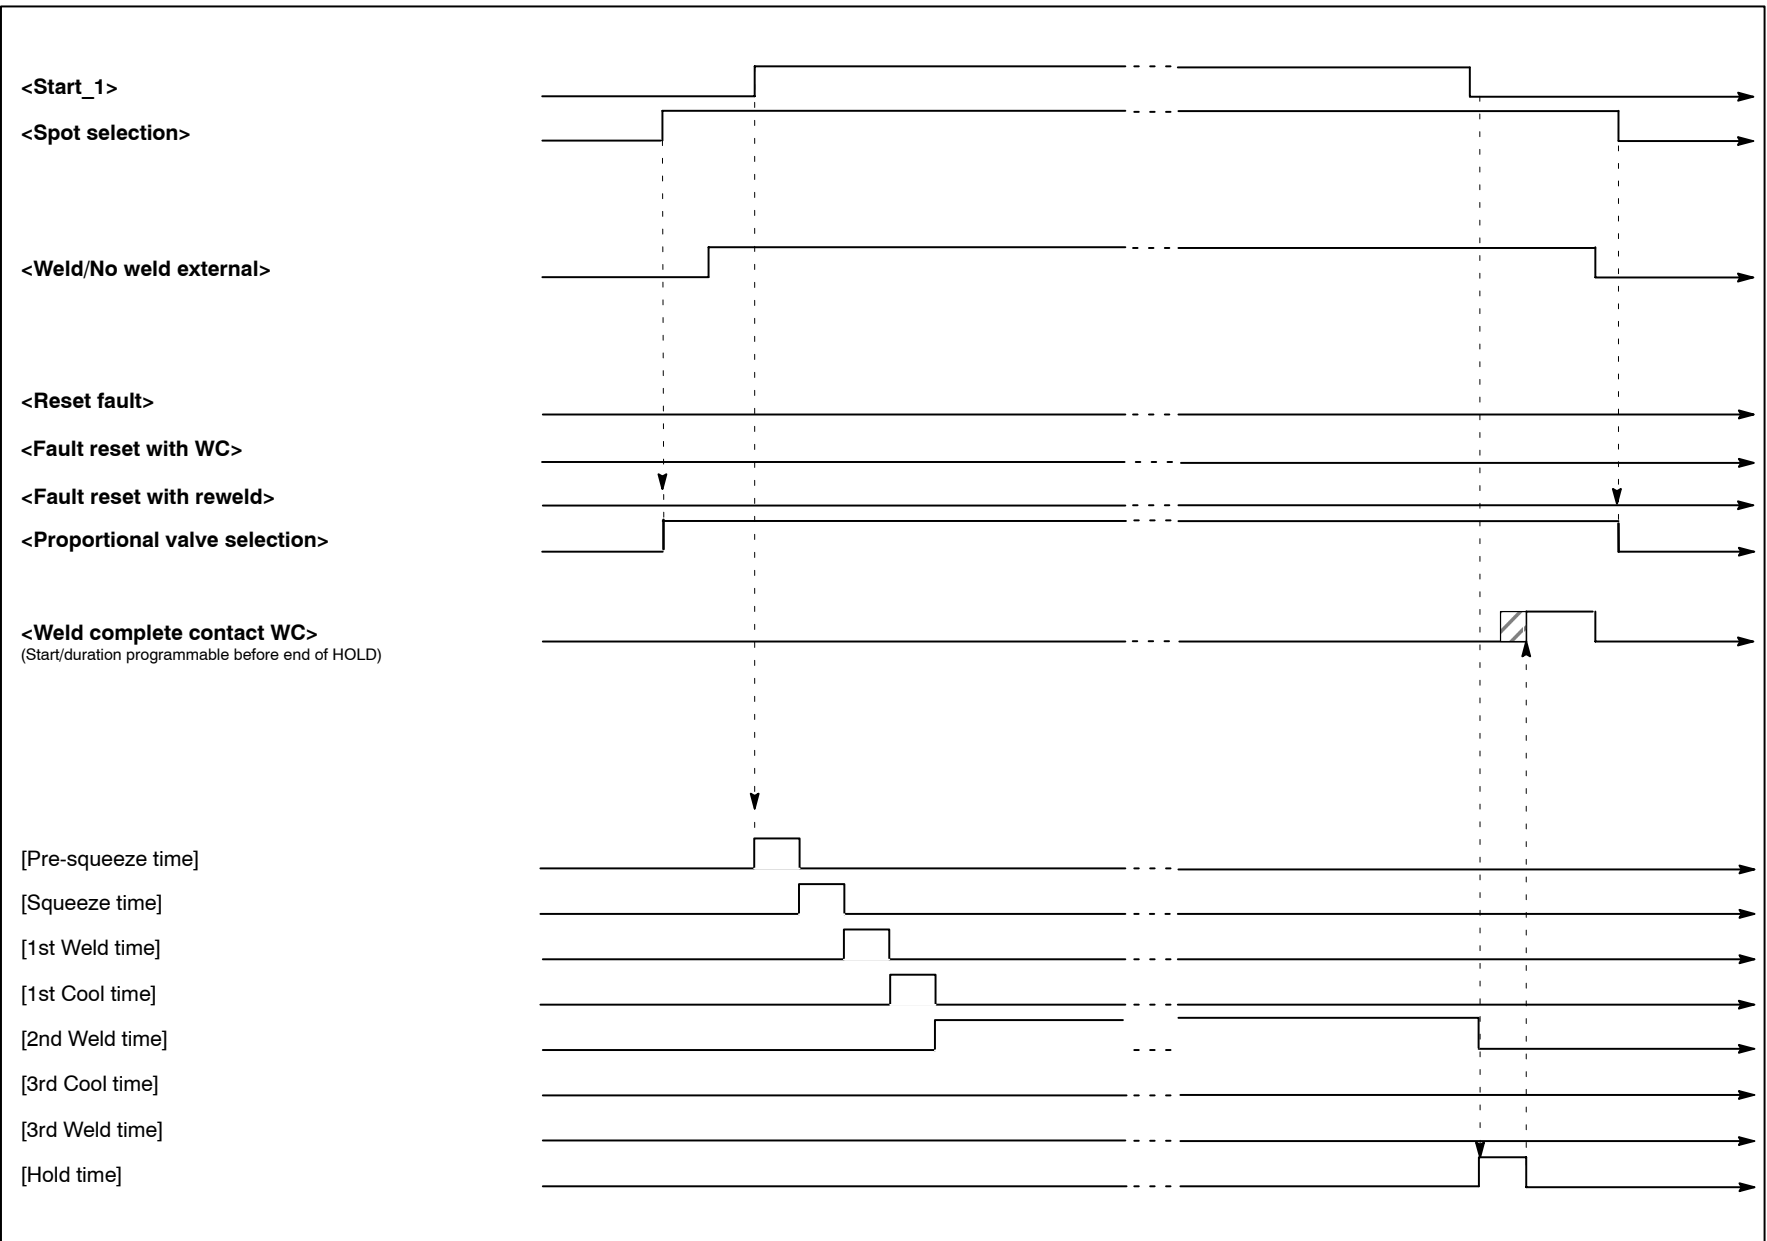 <Start_1>
<Spot selection>
<Weld/No weld external>
<Reset fault>
<Fault reset with WC>
<Fault reset with reweld>
<Proportional valve selection>
<Weld complete contact WC>
(Start/duration programmable before end of HOLD)
[Pre-squeeze time]
[Squeeze time]
[1st Weld time]
[1st Cool time]
[2nd Weld time]
[3rd Cool time]
[3rd Weld time]
[Hold time]